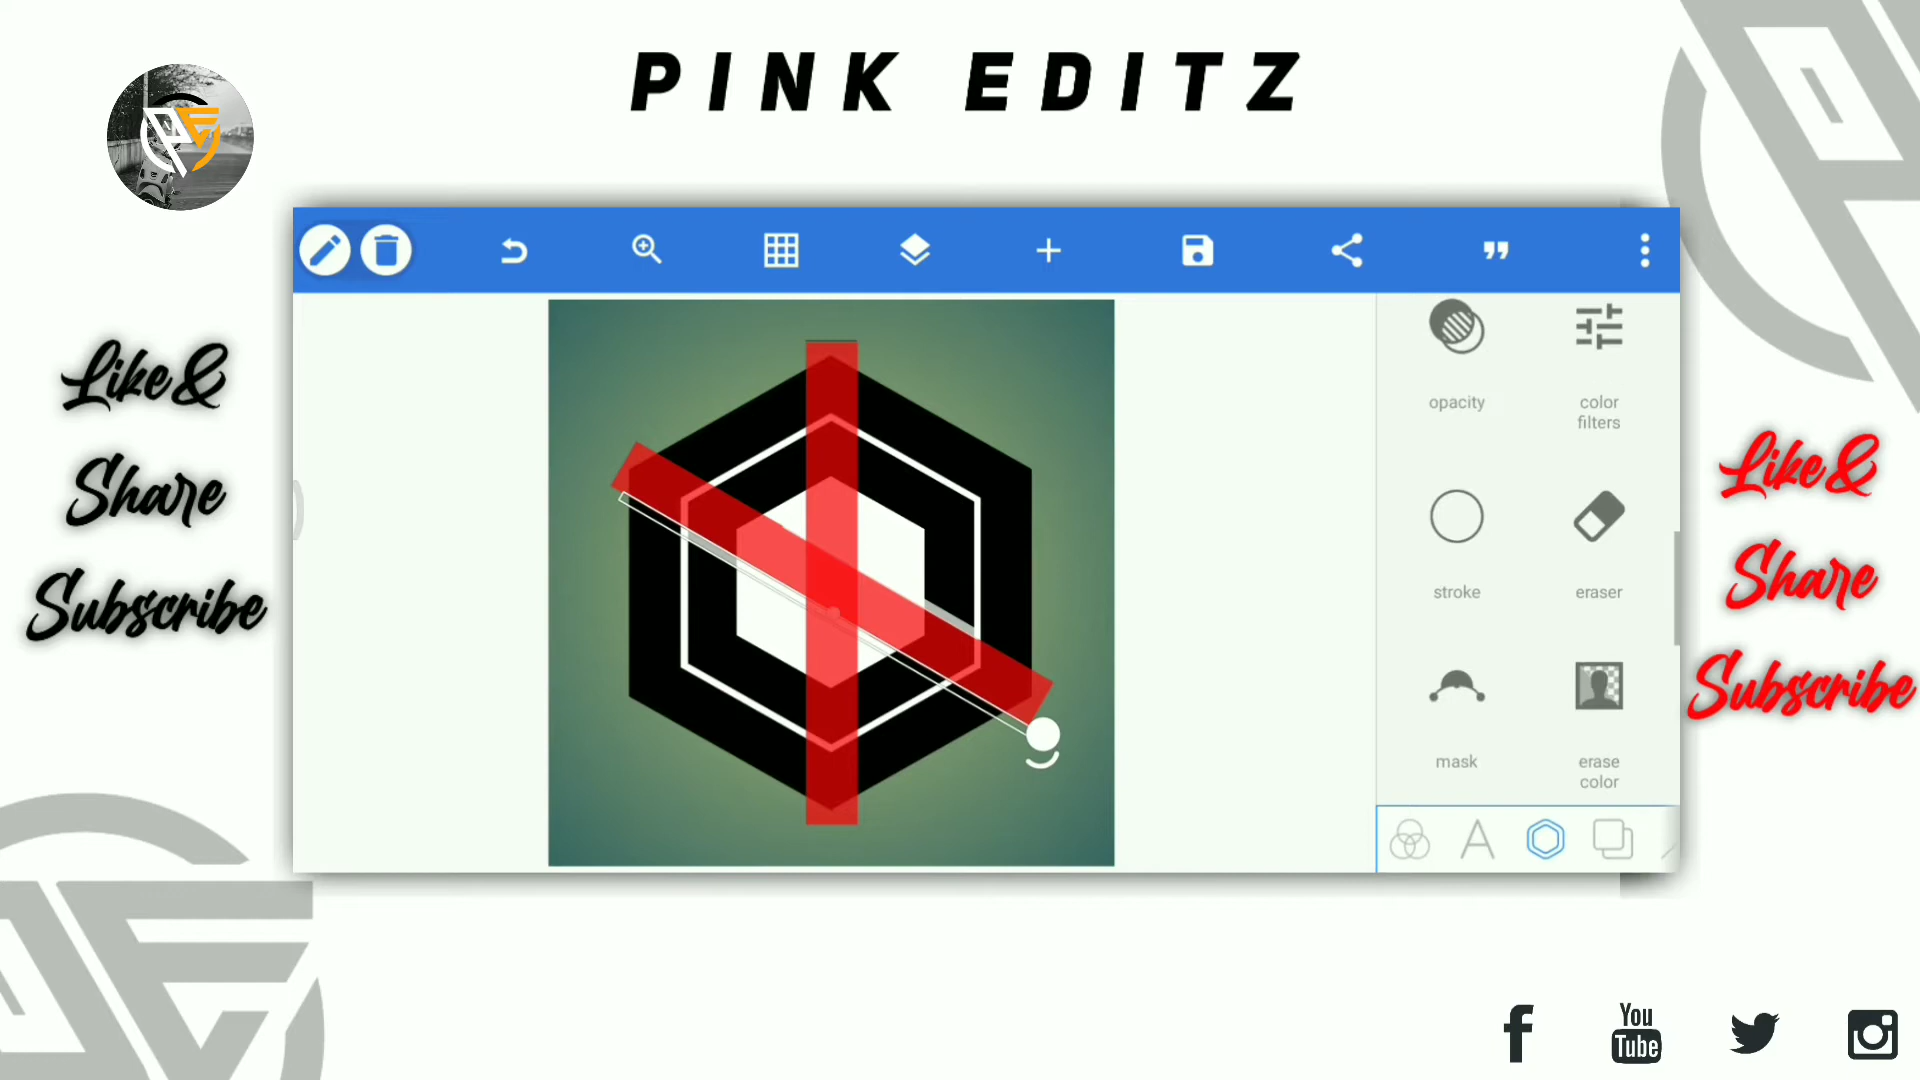 PINK EDITZ
Like &
Share
Subscribe
opacity
color
filters
stroke
eraser
mask
erase
color
Like &
Share
Subscribe
You
Tube